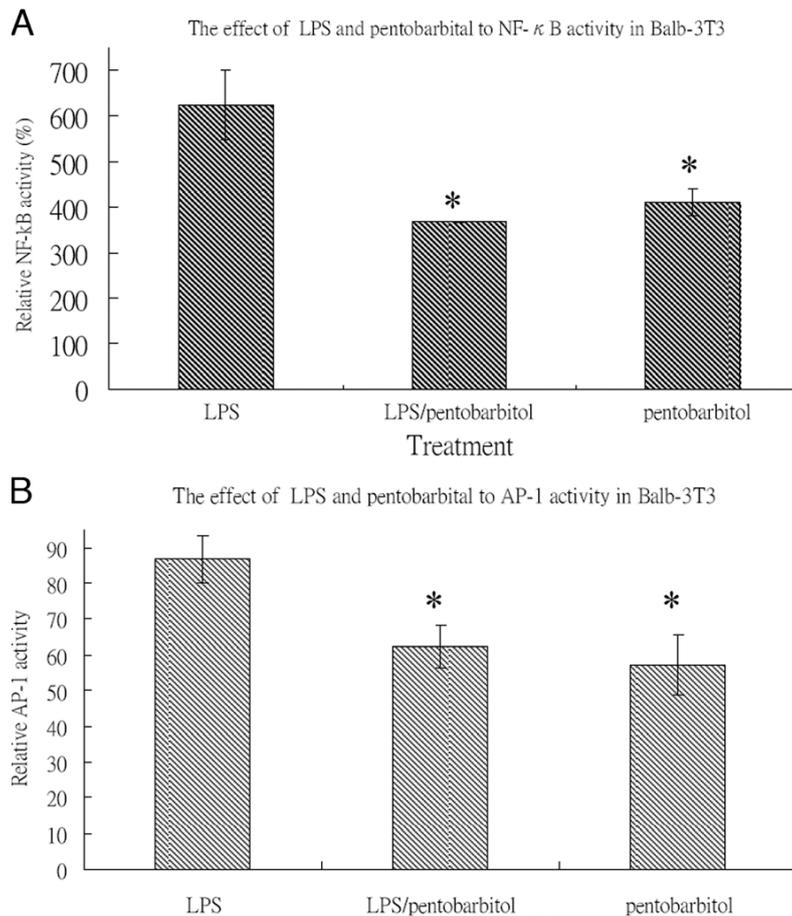 A
The effect of LPS and pentobarbital to NF-κB activity in Balb-3T3
Relative NF-kB activity (%)
700
600
500
400
300
200
100
0
*
*
LPS
LPS/pentobarbitol
pentobarbitol
Treatment
B
The effect of LPS and pentobarbital to AP-1 activity in Balb-3T3
Relative AP-1 activity
90
80
70
60
50
40
30
20
10
0
*
*
LPS
LPS/pentobarbitol
pentobarbitol